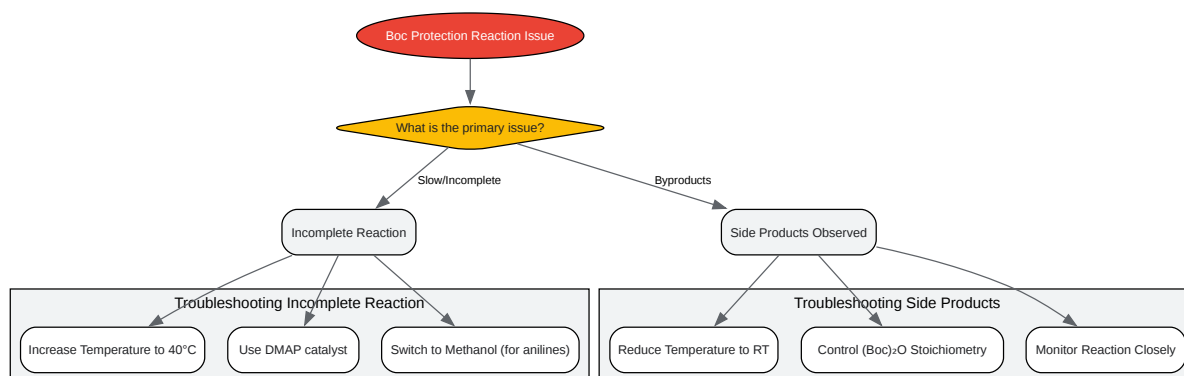 Boc Protection Reaction Issue
What is the primary issue?
Slow/Incomplete
Byproducts
Incomplete Reaction
Side Products Observed
Troubleshooting Incomplete Reaction
Troubleshooting Side Products
Increase Temperature to 40°C
Use DMAP catalyst
Switch to Methanol (for anilines)
Reduce Temperature to RT
Control (Boc)₂O Stoichiometry
Monitor Reaction Closely